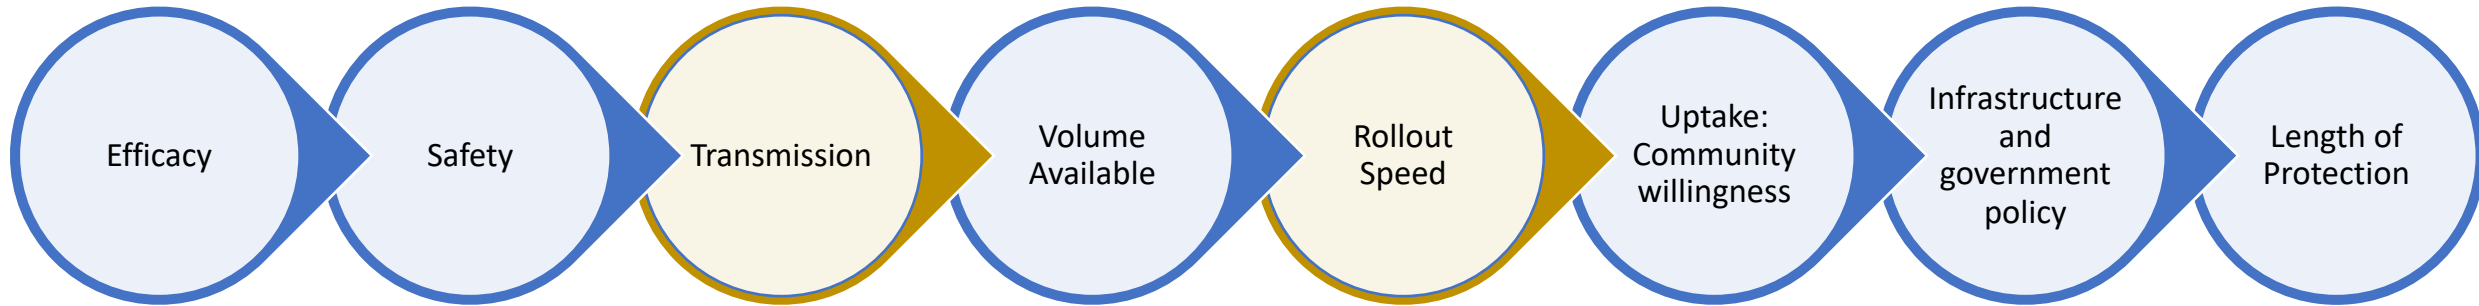 Efficacy
Safety
Transmission
Volume
Available
Rollout
Speed
Uptake:
Community
willingness
Infrastructure
and
government
policy
Length of
Protection